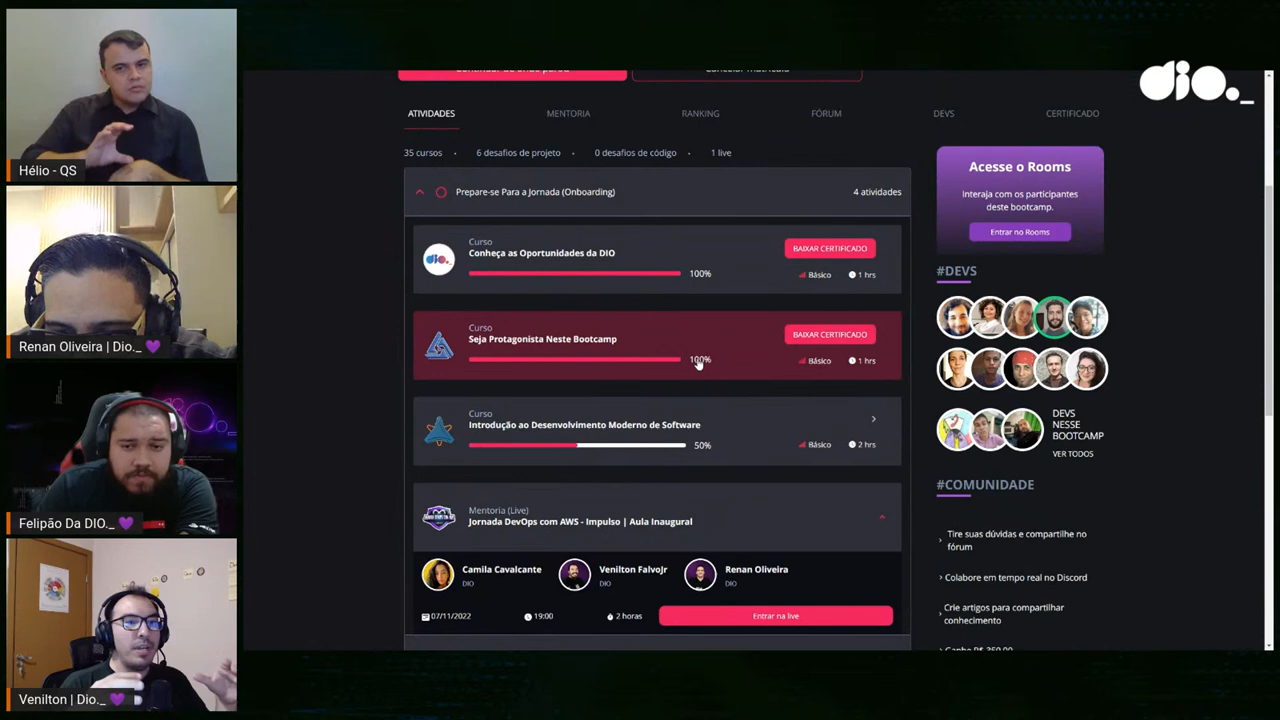 Hélio - QS
Renan Oliveira | Dio._ 💜
Felipão Da DIO._ 💜
Venilton | Dio._ 💜
dio._
ATIVIDADES
MENTORIA
RANKING
FÓRUM
DEVS
CERTIFICADO
35 cursos · 6 desafios de projeto · 0 desafios de código · 1 live
Prepare-se Para a Jornada (Onboarding)
4 atividades
dio._
Curso
Conheça as Oportunidades da DIO
100%
BAIXAR CERTIFICADO
Básico
1 hrs
Curso
Seja Protagonista Neste Bootcamp
100%
BAIXAR CERTIFICADO
Básico
1 hrs
Curso
Introdução ao Desenvolvimento Moderno de Software
50%
Básico
2 hrs
Mentoria (Live)
Jornada DevOps com AWS - Impulso | Aula Inaugural
Camila Cavalcante
DIO
Venilton FalvoJr
DIO
Renan Oliveira
DIO
07/11/2022
19:00
2 horas
Entrar na live
Acesse o Rooms
Interaja com os participantes
deste bootcamp.
Entrar no Rooms
#DEVS
DEVS
NESSE
BOOTCAMP
VER TODOS
#COMUNIDADE
Tire suas dúvidas e compartilhe no
fórum
Colabore em tempo real no Discord
Crie artigos para compartilhar
conhecimento